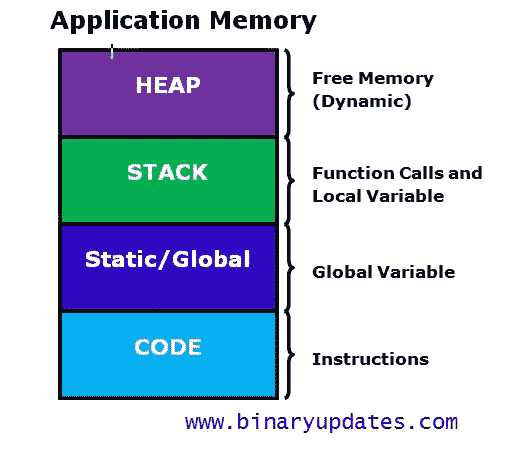 Application Memory
HEAP
Free Memory
(Dynamic)
STACK
Function Calls and
Local Variable
Static/Global
Global Variable
CODE
Instructions
www.binaryupdates.com